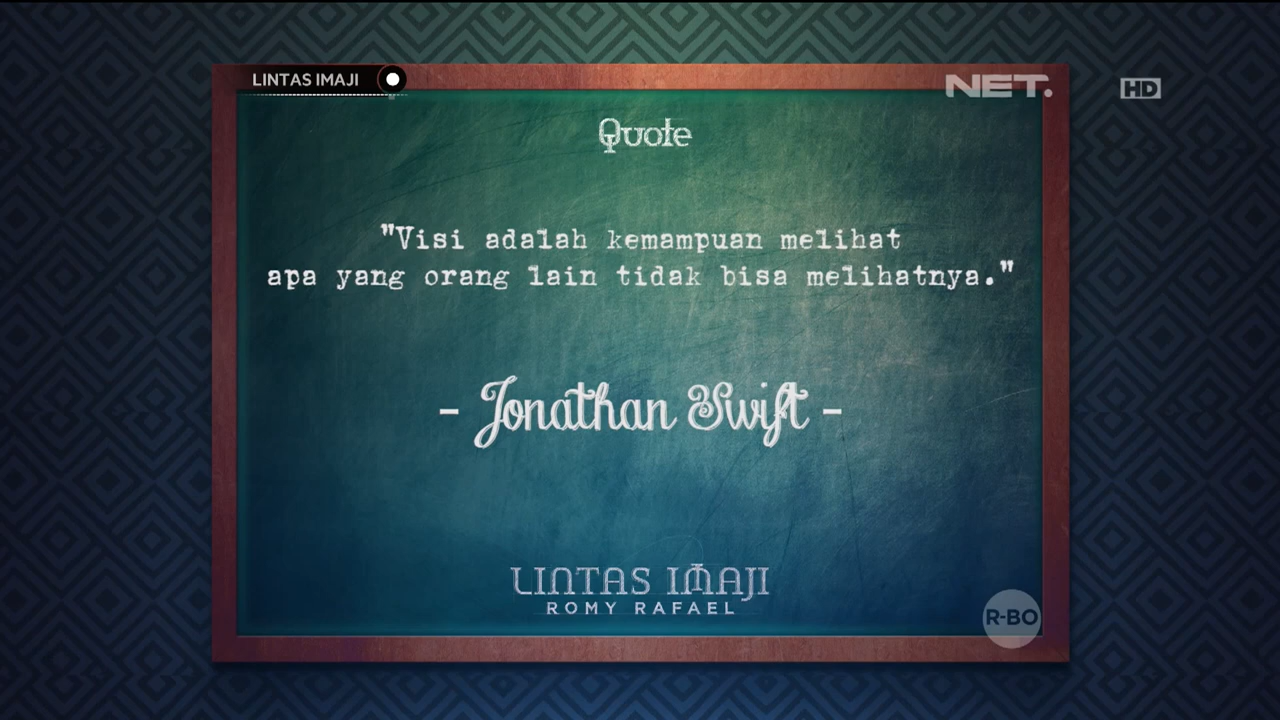 LINTAS IMAJI
NET.
HD
Quote
"Visi adalah kemampuan melihat
apa yang orang lain tidak bisa melihatnya."
- Jonathan Swift -
LINTAS IMAJI
ROMY RAFAEL
R-BO